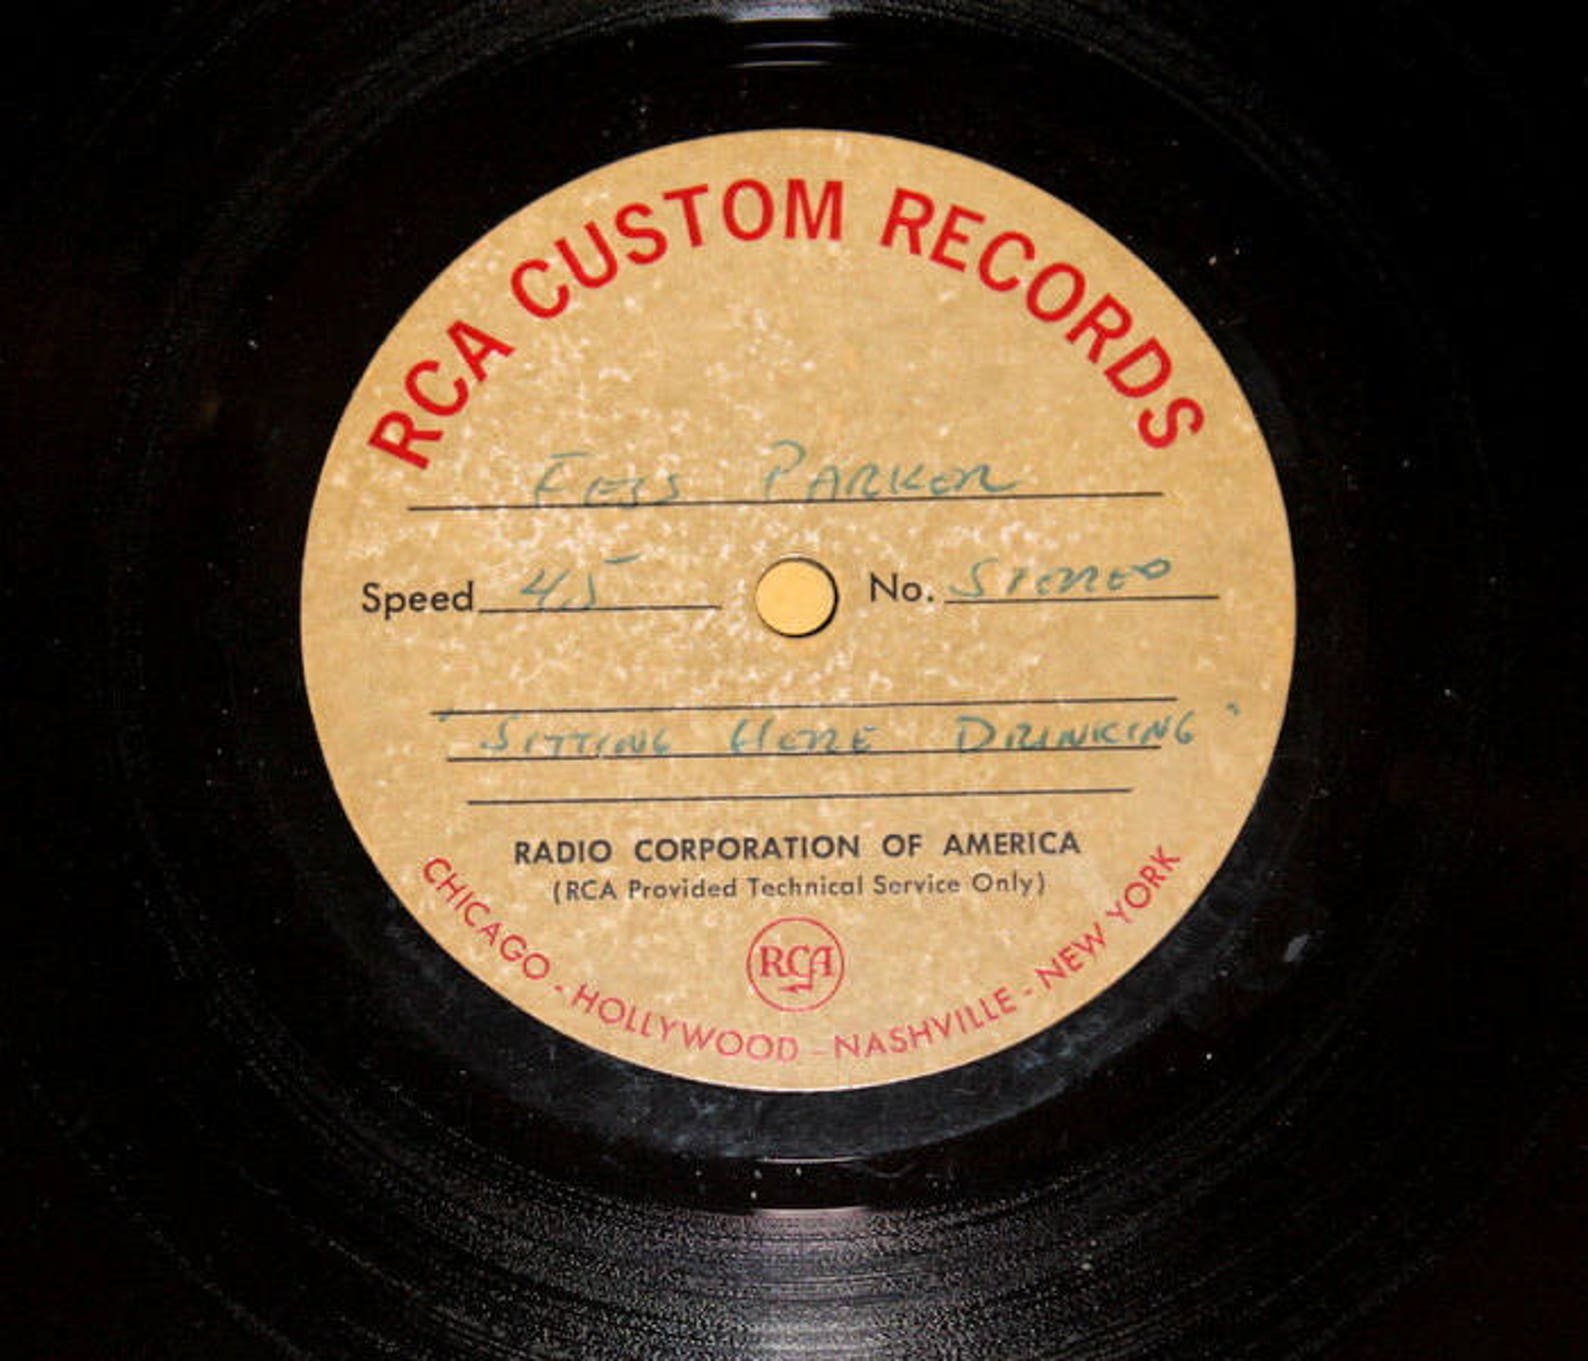 RCA CUSTOM RECORDS
FESS PARKER
Speed 45 No. STEREO
"SITTING HERE DRINKING"
RADIO CORPORATION OF AMERICA
(RCA Provided Technical Service Only)
RCA
CHICAGO - HOLLYWOOD - NASHVILLE - NEW YORK